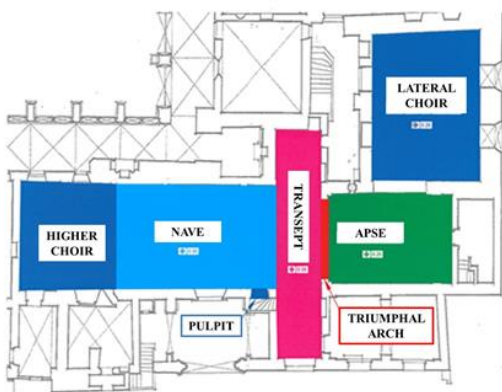 LATERAL
CHOIR
HIGHER
CHOIR
NAVE
TRANSEPT
APSE
PULPIT
TRIUMPHAL
ARCH